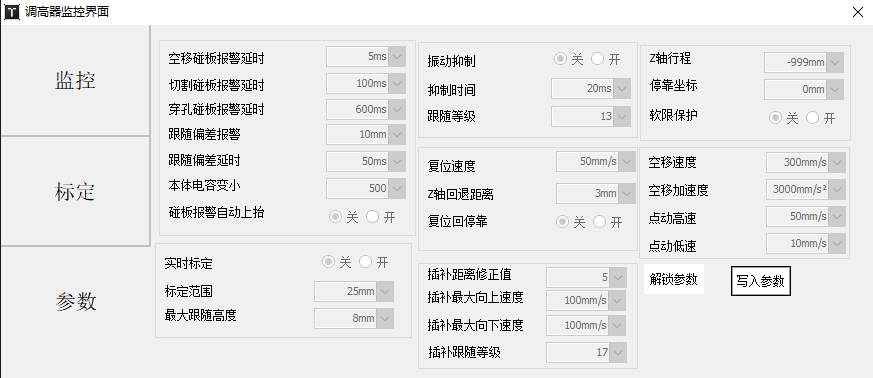 调高器监控界面
监控
标定
参数
空移碰板报警延时 5ms
切割碰板报警延时 100ms
穿孔碰板报警延时 600ms
跟随偏差报警 10mm
跟随偏差延时 50ms
本体电容变小 500
碰板报警自动上抬 关 开
实时标定 关 开
标定范围 25mm
最大跟随高度 8mm
振动抑制 关 开
抑制时间 20ms
跟随等级 13
复位速度 50mm/s
Z轴回退距离 3mm
复位回停靠 关 开
插补距离修正值 5
插补最大向上速度 100mm/s
插补最大向下速度 100mm/s
插补跟随等级 17
Z轴行程 -999mm
停靠坐标 0mm
软限保护 关 开
空移速度 300mm/s
空移加速度 3000mm/s²
点动高速 50mm/s
点动低速 10mm/s
解锁参数 写入参数